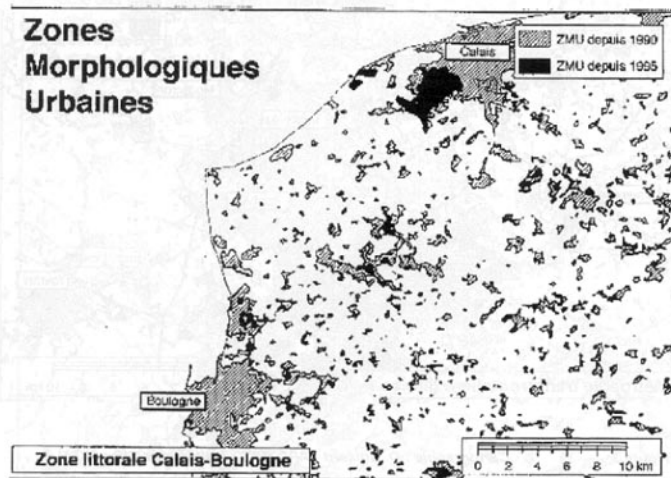 Zones
Morphologiques
Urbaines
Calais
ZMU depuis 1990
ZMU depuis 1995
Boulogne
Zone littorale Calais-Boulogne
0 2 4 6 8 10 km